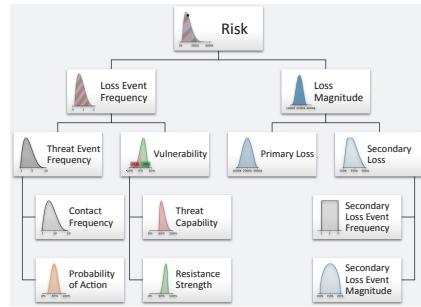 Risk
Loss Event
Frequency
Loss
Magnitude
Threat Event
Frequency
Vulnerability
Primary Loss
Secondary
Loss
Contact
Frequency
Threat
Capability
Secondary
Loss Event
Frequency
Probability
of Action
Resistance
Strength
Secondary
Loss Event
Magnitude